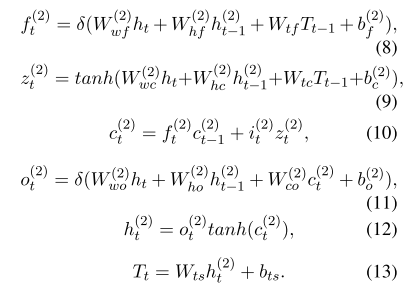 f_t^{(2)} = δ(W_{wf}^{(2)} h_t + W_{hf}^{(2)} h_{t-1}^{(2)} + W_{tf} T_{t-1} + b_f^{(2)}),
(8)
z_t^{(2)} = tanh(W_{wc}^{(2)} h_t + W_{hc}^{(2)} h_{t-1}^{(2)} + W_{tc} T_{t-1} + b_c^{(2)}),
(9)
c_t^{(2)} = f_t^{(2)} c_{t-1}^{(2)} + i_t^{(2)} z_t^{(2)}, (10)
o_t^{(2)} = δ(W_{wo}^{(2)} h_t + W_{ho}^{(2)} h_{t-1}^{(2)} + W_{co}^{(2)} c_t^{(2)} + b_o^{(2)}),
(11)
h_t^{(2)} = o_t^{(2)} tanh(c_t^{(2)}), (12)
T_t = W_{ts} h_t^{(2)} + b_{ts}. (13)